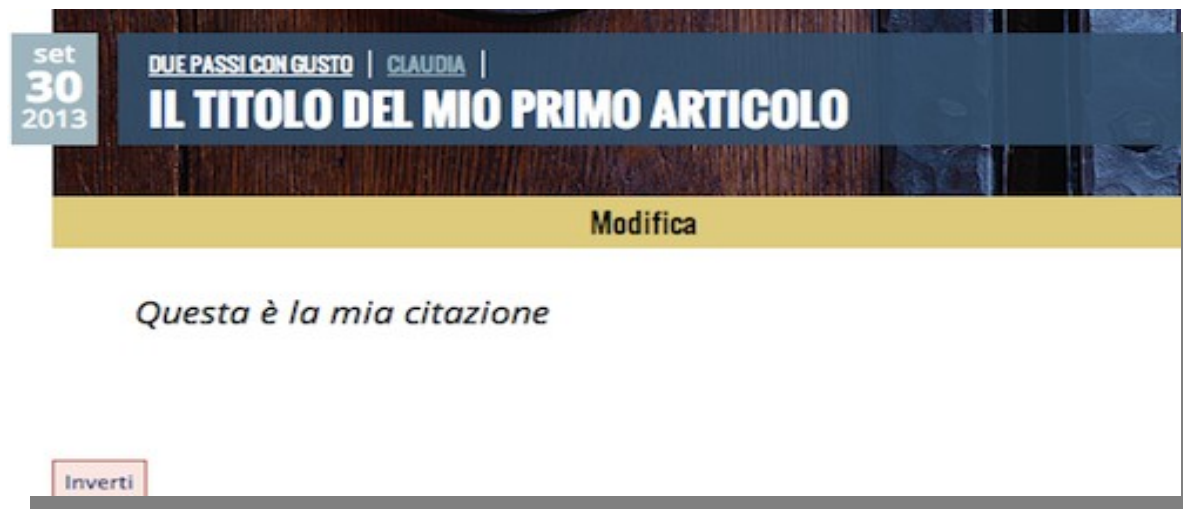 set
30
2013
DUE PASSI CON GUSTO | CLAUDIA |
IL TITOLO DEL MIO PRIMO ARTICOLO
Modifica
Questa è la mia citazione
Inverti